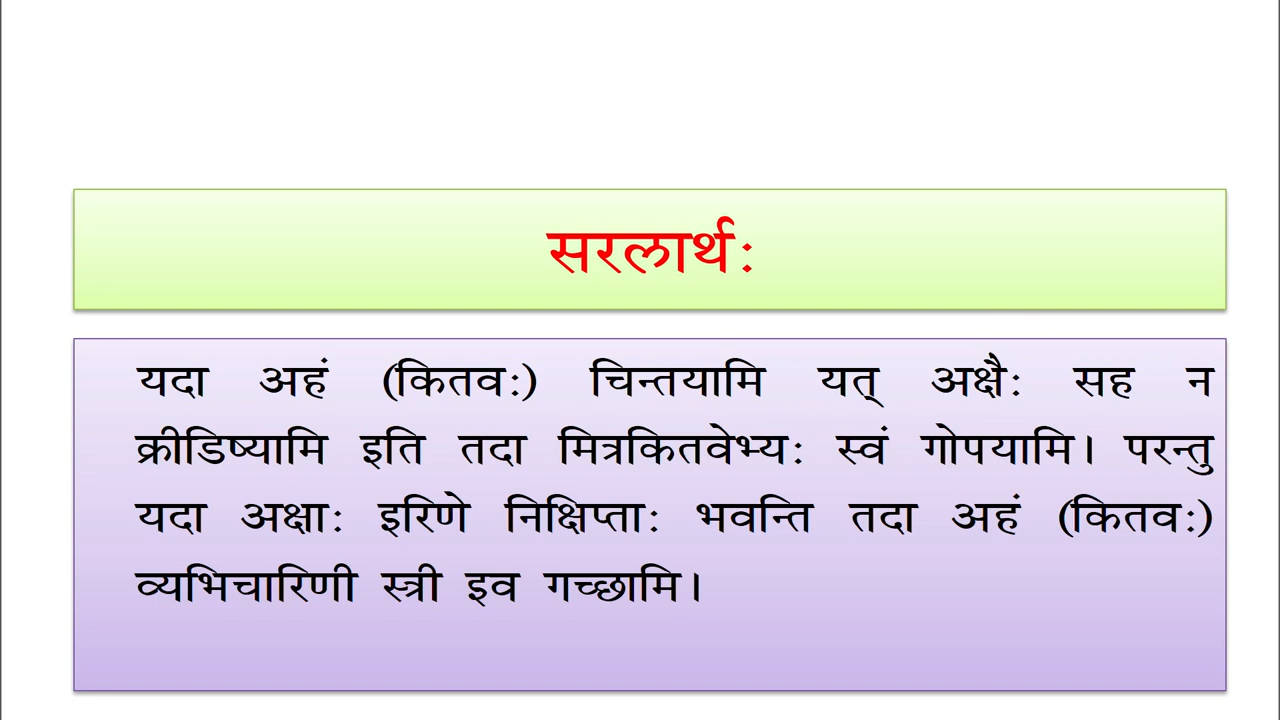 सरलार्थः
यदा अहं (कितवः) चिन्तयामि यत् अक्षैः सह न
क्रीडिष्यामि इति तदा मित्रकितवेभ्यः स्वं गोपयामि। परन्तु
यदा अक्षाः इरिणे निक्षिप्ताः भवन्ति तदा अहं (कितवः)
व्यभिचारिणी स्त्री इव गच्छामि।